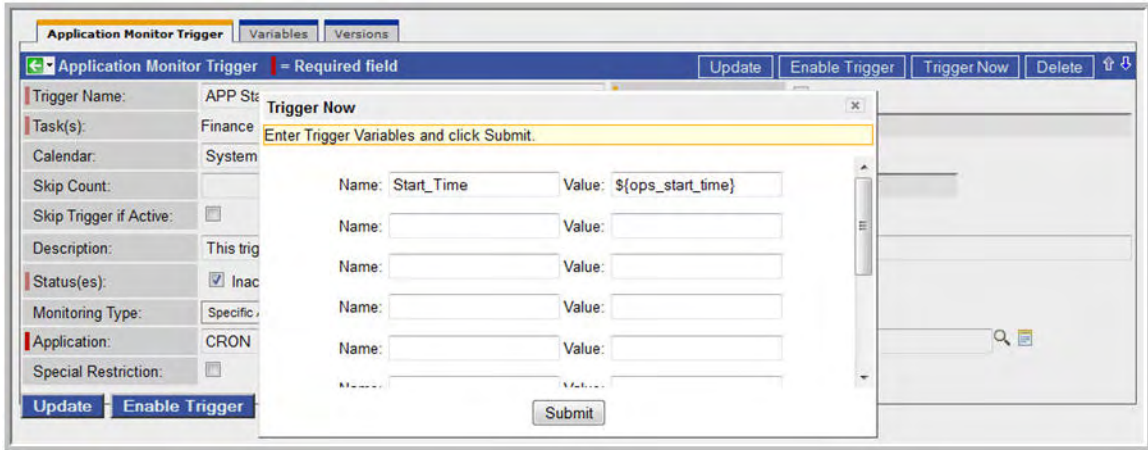 Application Monitor Trigger Variables Versions
Application Monitor Trigger = Required field Update Enable Trigger Trigger Now Delete
Trigger Name: APP Sta
Trigger Now
Task(s): Finance
Enter Trigger Variables and click Submit.
Calendar: System
Skip Count:
Name: Start_Time Value: ${ops_start_time}
Skip Trigger if Active:
Name: Value:
Description: This trig
Name: Value:
Status(es): Inac
Monitoring Type: Specific
Name: Value:
Application: CRON
Name: Value:
Special Restriction:
Name: Value:
Update Enable Trigger
Submit